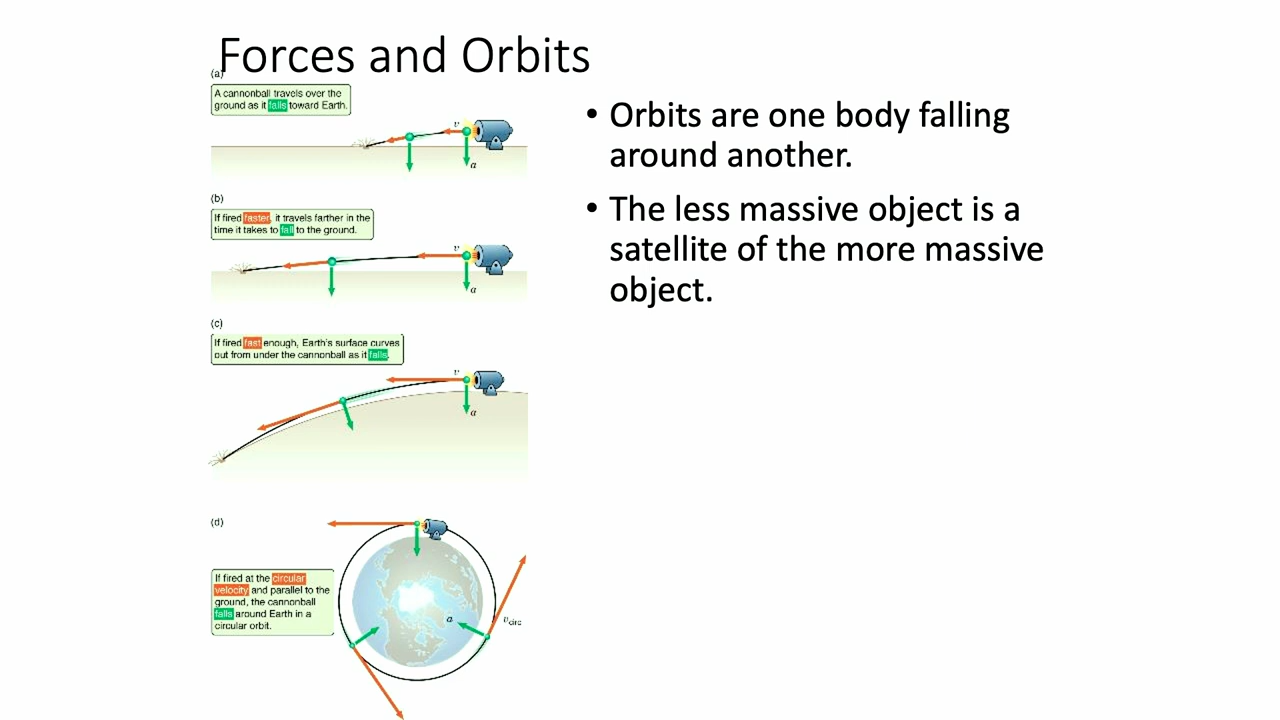 Forces and Orbits
(a)
A cannonball travels over the
ground as it falls toward Earth.
v
a
(b)
If fired faster, it travels farther in the
time it takes to fall to the ground.
v
a
(c)
If fired fast enough, Earth's surface curves
out from under the cannonball as it falls.
v
a
(d)
If fired at the circular
velocity and parallel to the
ground, the cannonball
falls around Earth in a
circular orbit.
a
vcirc
• Orbits are one body falling
around another.
• The less massive object is a
satellite of the more massive
object.